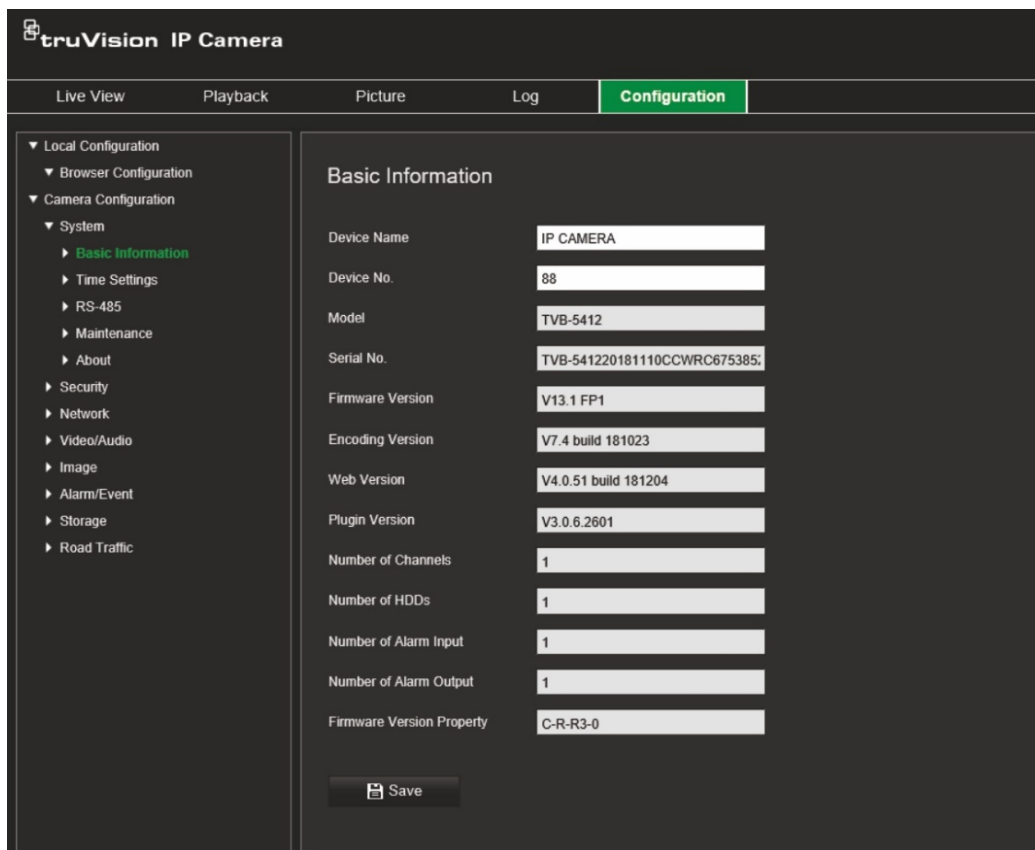 truVision IP Camera
Live View Playback Picture Log Configuration
Local Configuration
Browser Configuration
Camera Configuration
System
Basic Information
Time Settings
RS-485
Maintenance
About
Security
Network
Video/Audio
Image
Alarm/Event
Storage
Road Traffic
Basic Information
Device Name IP CAMERA
Device No. 88
Model TVB-5412
Serial No. TVB-541220181110CCWRC675385
Firmware Version V13.1 FP1
Encoding Version V7.4 build 181023
Web Version V4.0.51 build 181204
Plugin Version V3.0.6.2601
Number of Channels 1
Number of HDDs 1
Number of Alarm Input 1
Number of Alarm Output 1
Firmware Version Property C-R-R3-0
Save